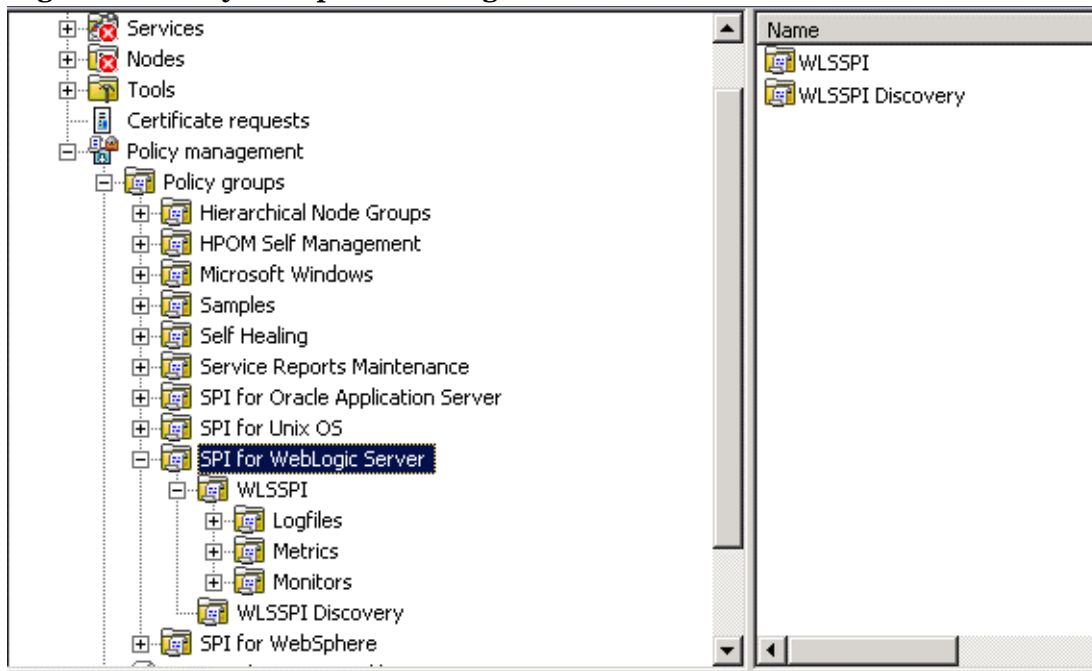 Services
Nodes
Tools
Certificate requests
Policy management
Policy groups
Hierarchical Node Groups
HPOM Self Management
Microsoft Windows
Samples
Self Healing
Service Reports Maintenance
SPI for Oracle Application Server
SPI for Unix OS
SPI for WebLogic Server
WLSSPI
Logfiles
Metrics
Monitors
WLSSPI Discovery
SPI for WebSphere
Name
WLSSPI
WLSSPI Discovery